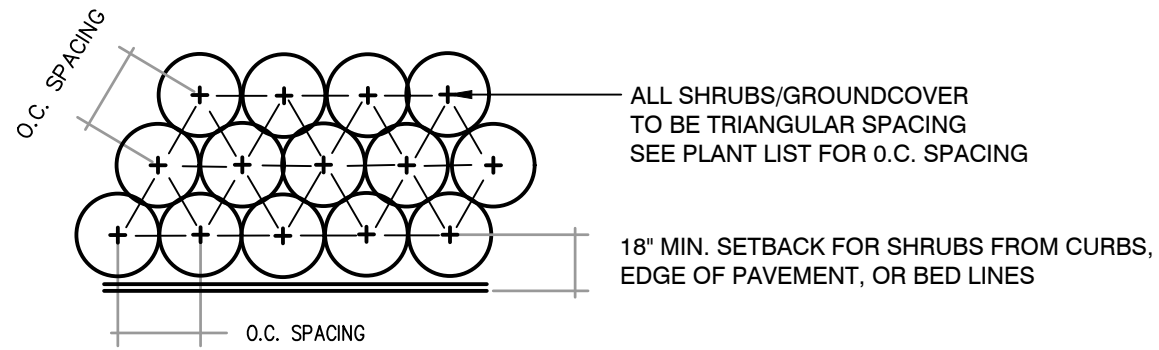 O.C. SPACING
ALL SHRUBS/GROUNDCOVER
TO BE TRIANGULAR SPACING
SEE PLANT LIST FOR 0.C. SPACING
18" MIN. SETBACK FOR SHRUBS FROM CURBS,
EDGE OF PAVEMENT, OR BED LINES
O.C. SPACING